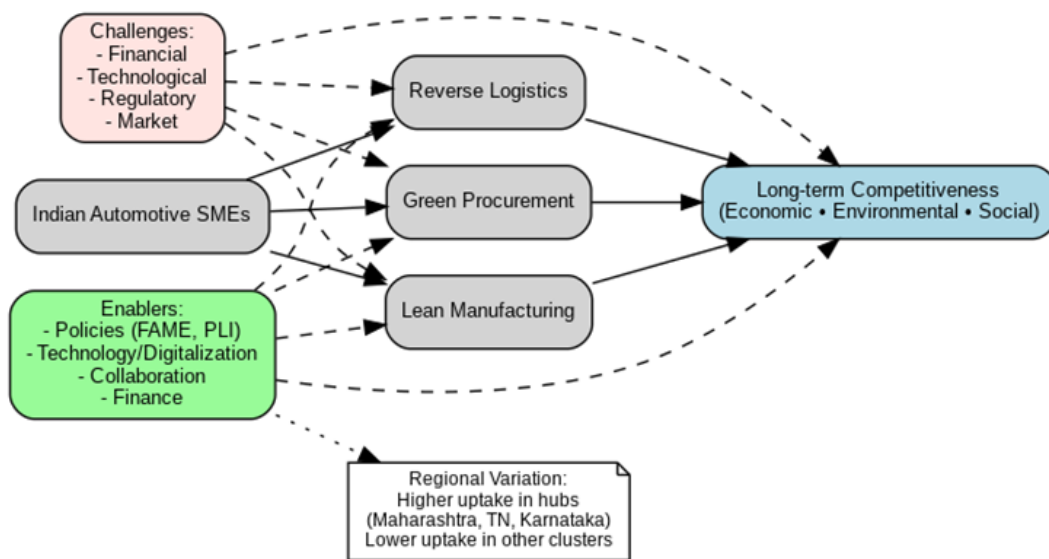 Challenges:
- Financial
- Technological
- Regulatory
- Market
Reverse Logistics
Indian Automotive SMEs
Green Procurement
Long-term Competitiveness
(Economic • Environmental • Social)
Lean Manufacturing
Enablers:
- Policies (FAME, PLI)
- Technology/Digitalization
- Collaboration
- Finance
Regional Variation:
Higher uptake in hubs
(Maharashtra, TN, Karnataka)
Lower uptake in other clusters